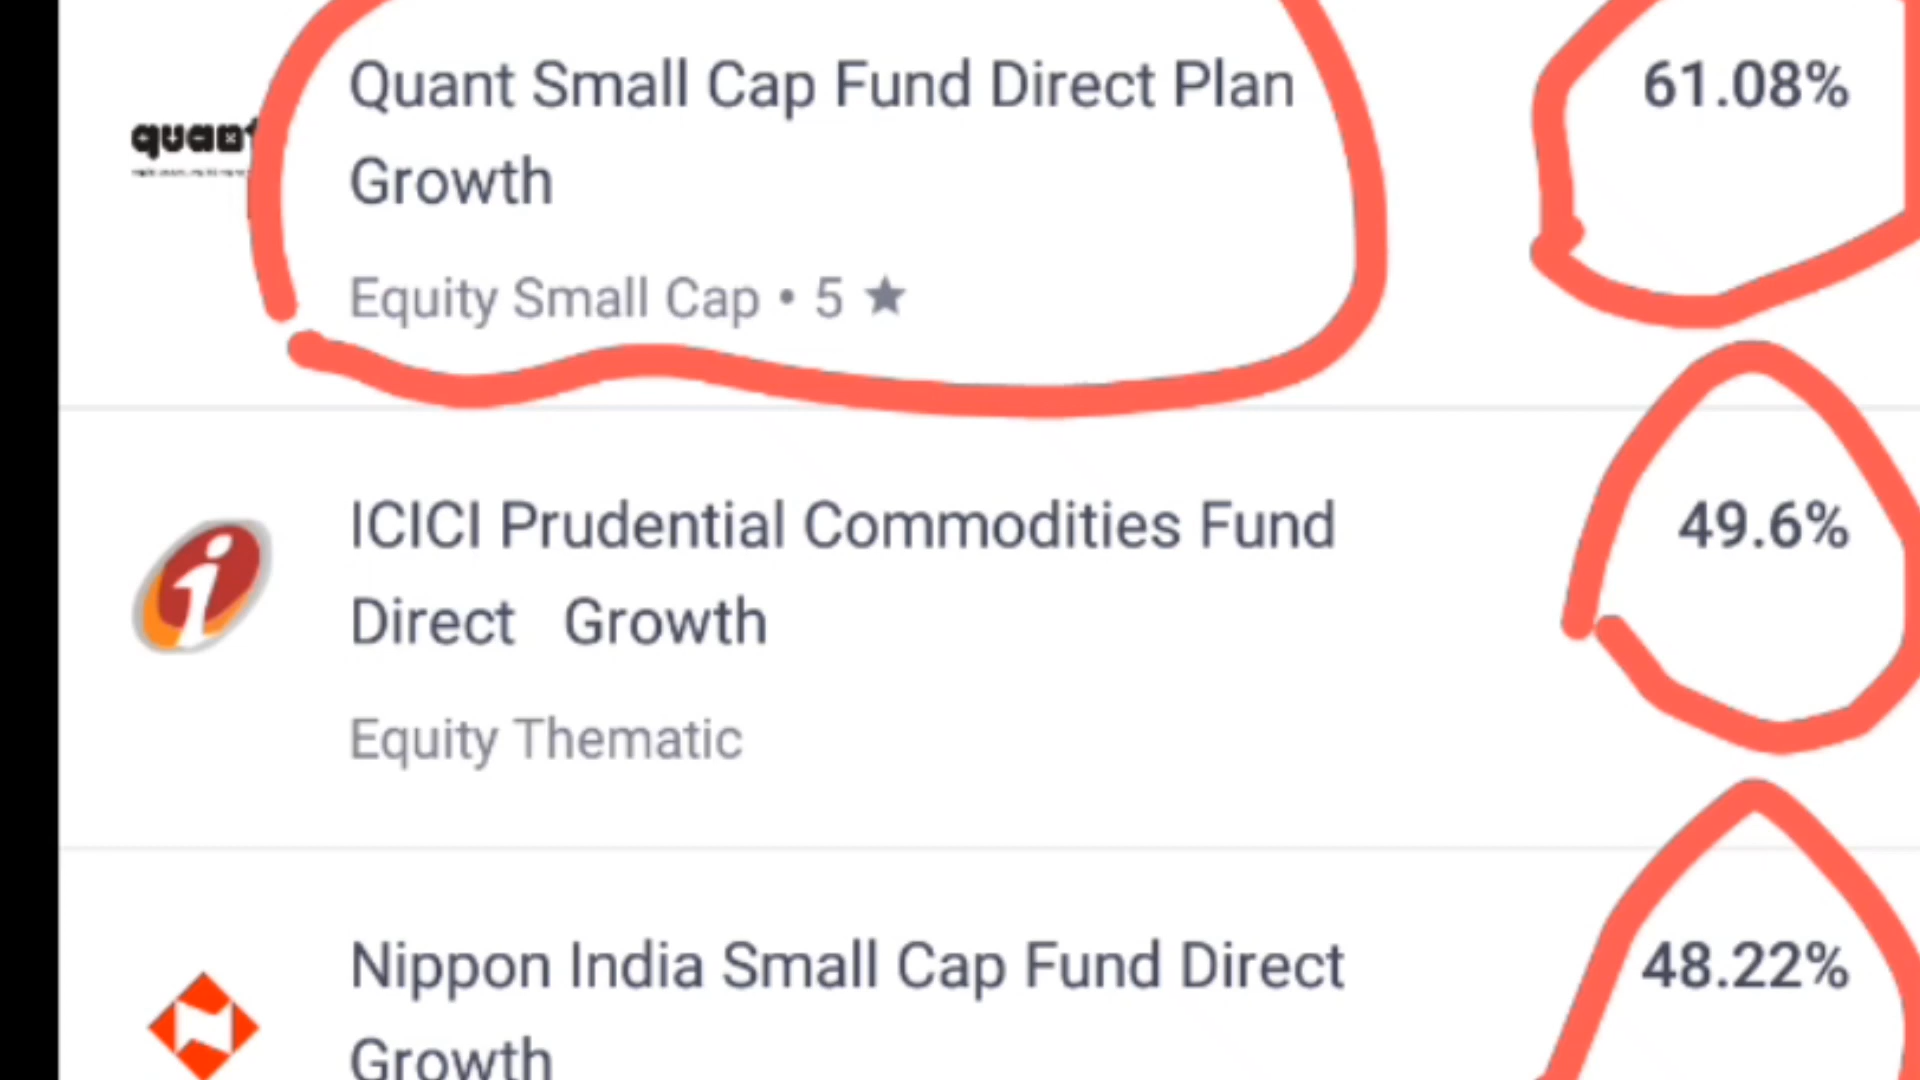 Quant Small Cap Fund Direct Plan
61.08%
Growth
quant
Equity Small Cap • 5 ★
ICICI Prudential Commodities Fund
49.6%
Direct Growth
Equity Thematic
Nippon India Small Cap Fund Direct
48.22%
Growth